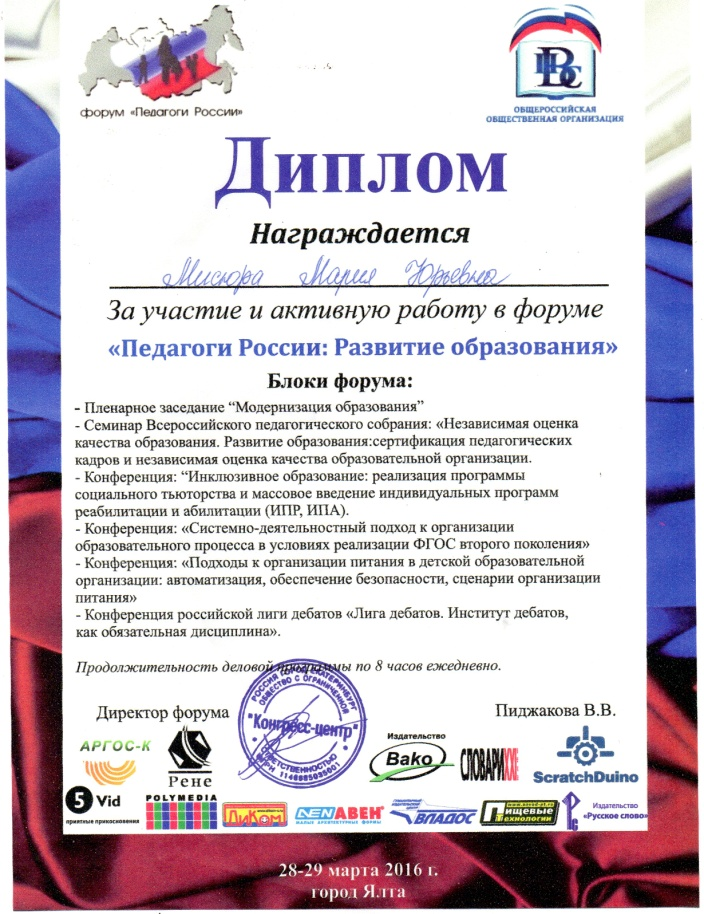 форум «Педагоги России»
ВПС
ОБЩЕРОССИЙСКАЯ
ОБЩЕСТВЕННАЯ ОРГАНИЗАЦИЯ
Диплом
Награждается
Мисюра Мария Юрьевна
За участие и активную работу в форуме
«Педагоги России: Развитие образования»
Блоки форума:
- Пленарное заседание “Модернизация образования”
- Семинар Всероссийского педагогического собрания: «Независимая оценка
качества образования. Развитие образования:сертификация педагогических
кадров и независимая оценка качества образовательной организации.
- Конференция: “Инклюзивное образование: реализация программы
социального тьюторства и массовое введение индивидуальных программ
реабилитации и абилитации (ИПР, ИПА).
- Конференция: «Системно-деятельностный подход к организации
образовательного процесса в условиях реализации ФГОС второго поколения»
- Конференция: «Подходы к организации питания в детской образовательной
организации: автоматизация, обеспечение безопасности, сценарии организации
питания»
- Конференция российской лиги дебатов «Лига дебатов. Институт дебатов,
как обязательная дисциплина».
Продолжительность деловой программы по 8 часов ежедневно.
Директор форума
Пиджакова В.В.
РОССИЯ ГОРОД ЕКАТЕРИНБУРГ
ОБЩЕСТВО С ОГРАНИЧЕННОЙ
"Конгресс-центр"
ОТВЕТСТВЕННОСТЬЮ
АРГОС-К
Рене
Издательство
Bako
СЛОВАРИ XXI
ScratchDuino
5 Vid
приятные прикосновения
POLYMEDIA
ДиКом
АВЕН
МАЛЫЕ АРХИТЕКТУРНЫЕ ФОРМЫ
ВЛАДОС
Пищевые
Технологии
Издательство
«Русское слово»
28-29 марта 2016 г.
город Ялта